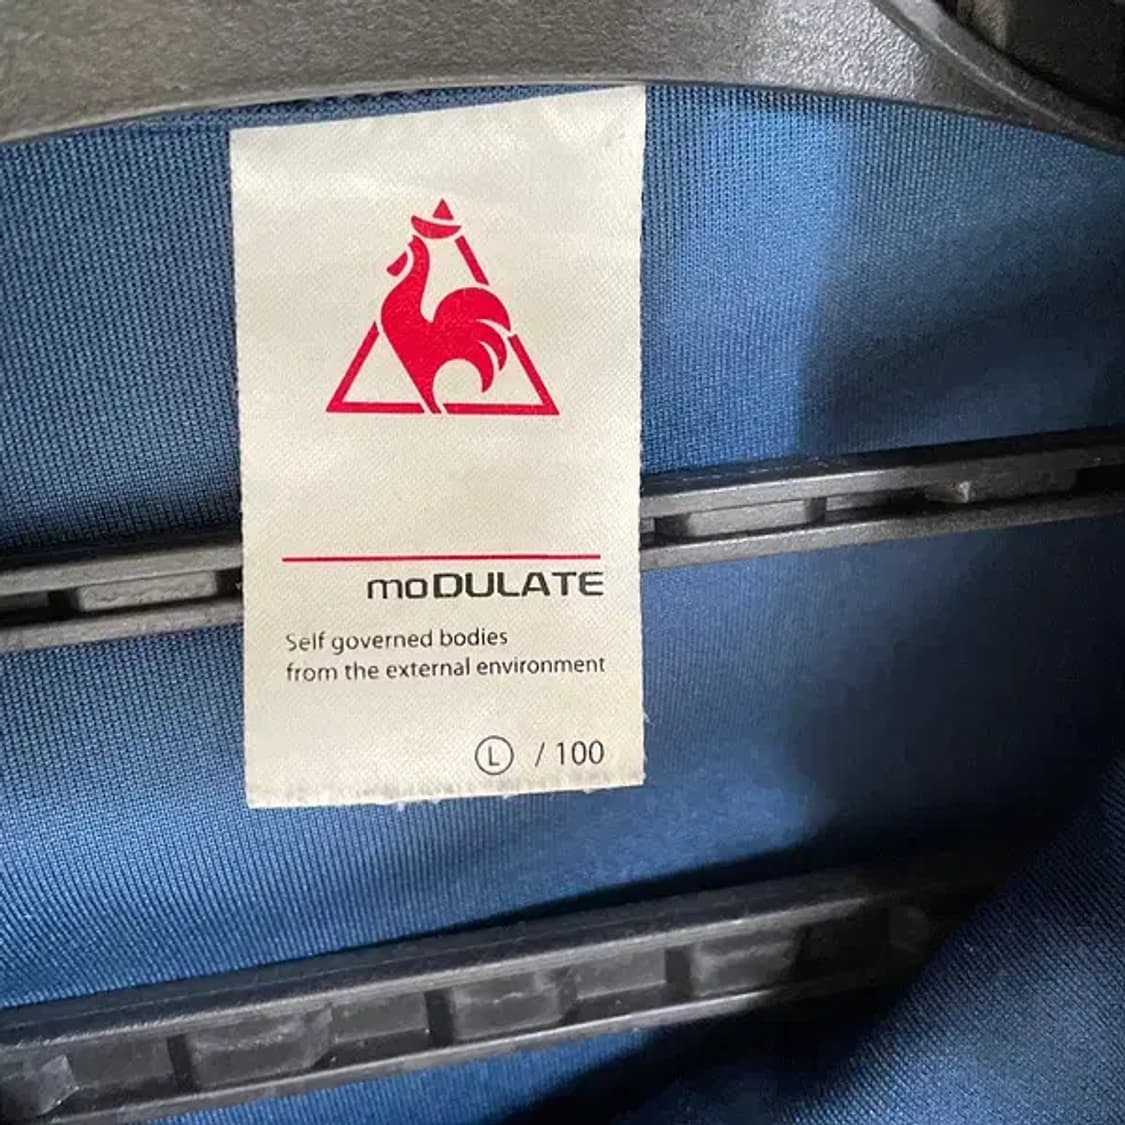 moDULATE
Self governed bodies
from the external environment
Ⓛ / 100